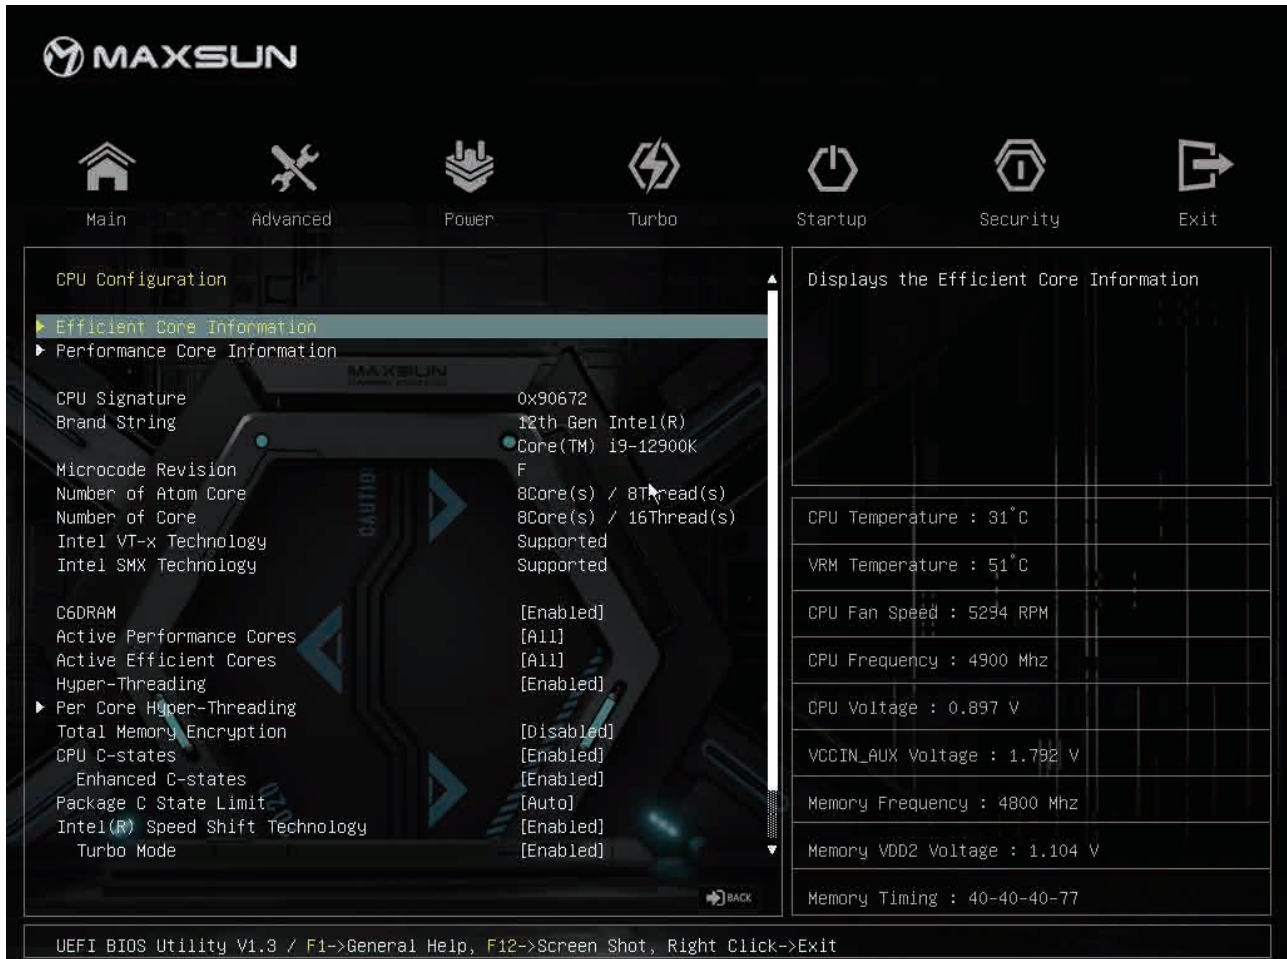 MAXSUN
Main Advanced Power Turbo Startup Security Exit
CPU Configuration
Efficient Core Information
Performance Core Information
MAXSUN
CPU Signature 0x90672
Brand String 12th Gen Intel(R)
Core(TM) i9-12900K
Microcode Revision F
Number of Atom Core 8Core(s) / 8Thread(s)
Number of Core 8Core(s) / 16Thread(s)
Intel VT-x Technology Supported
Intel SMX Technology Supported
CAUTION
C6DRAM [Enabled]
Active Performance Cores [All]
Active Efficient Cores [All]
Hyper-Threading [Enabled]
Per Core Hyper-Threading
Total Memory Encryption [Disabled]
CPU C-states [Enabled]
Enhanced C-states [Enabled]
Package C State Limit [Auto]
Intel(R) Speed Shift Technology [Enabled]
Turbo Mode [Enabled]
BACK
Displays the Efficient Core Information
CPU Temperature : 31°C
VRM Temperature : 51°C
CPU Fan Speed : 5294 RPM
CPU Frequency : 4900 Mhz
CPU Voltage : 0.897 V
VCCIN_AUX Voltage : 1.792 V
Memory Frequency : 4800 Mhz
Memory VDD2 Voltage : 1.104 V
Memory Timing : 40-40-40-77
UEFI BIOS Utility V1.3 / F1->General Help, F12->Screen Shot, Right Click->Exit